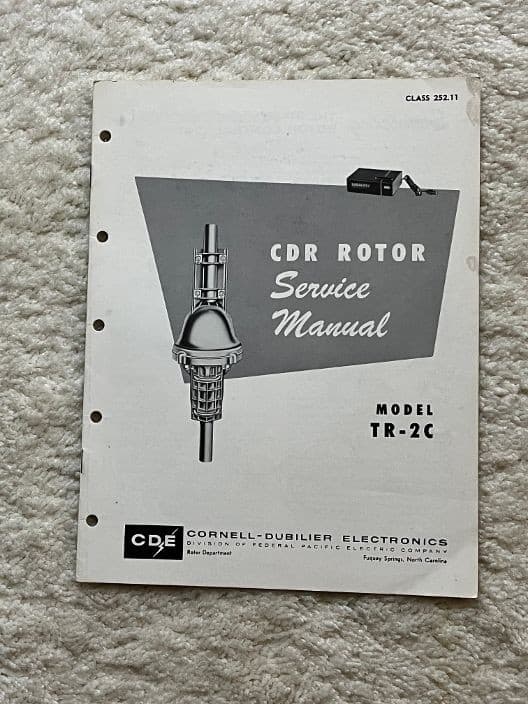 CLASS 252.11
CDR ROTOR
Service
Manual
MODEL
TR-2C
CDE
CORNELL-DUBILIER ELECTRONICS
DIVISION OF FEDERAL PACIFIC ELECTRIC COMPANY
Rotor Department
Fuquay Springs, North Carolina